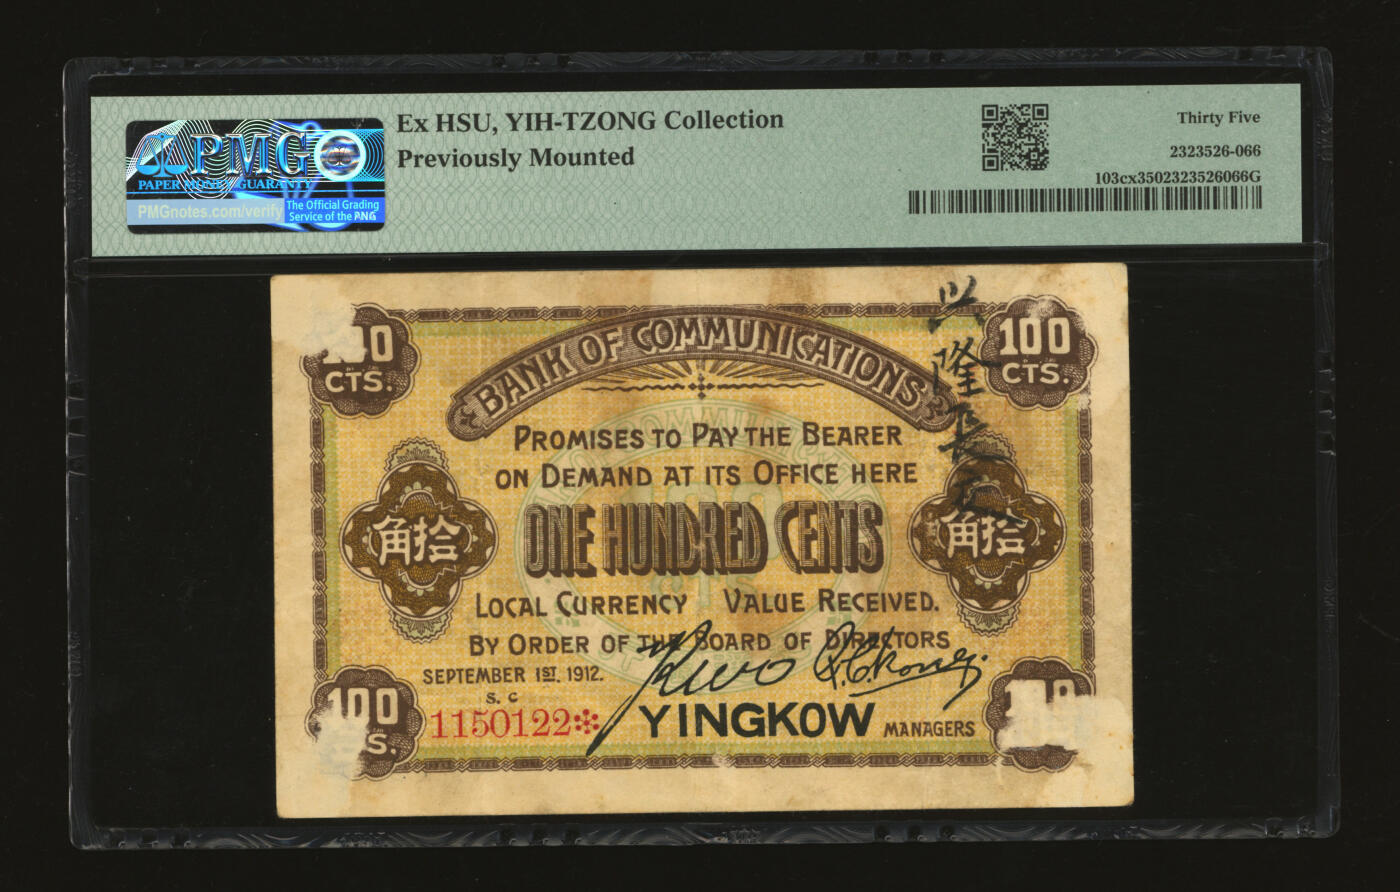 PMG
PAPER MONEY GUARANTY
PMGnotes.com/verify
The Official Grading
Service of the PNG
Ex HSU, YIH-TZONG Collection
Previously Mounted
Thirty Five
2323526-066
103cx3502323526066G
100
CTS.
100
CTS.
BANK OF COMMUNICATIONS
PROMISES TO PAY THE BEARER
ON DEMAND AT ITS OFFICE HERE
ONE HUNDRED CENTS
角拾
角拾
LOCAL CURRENCY VALUE RECEIVED.
BY ORDER OF THE BOARD OF DIRECTORS
SEPTEMBER 1ST. 1912.
S. C
1150122
YINGKOW
MANAGERS
100
S.